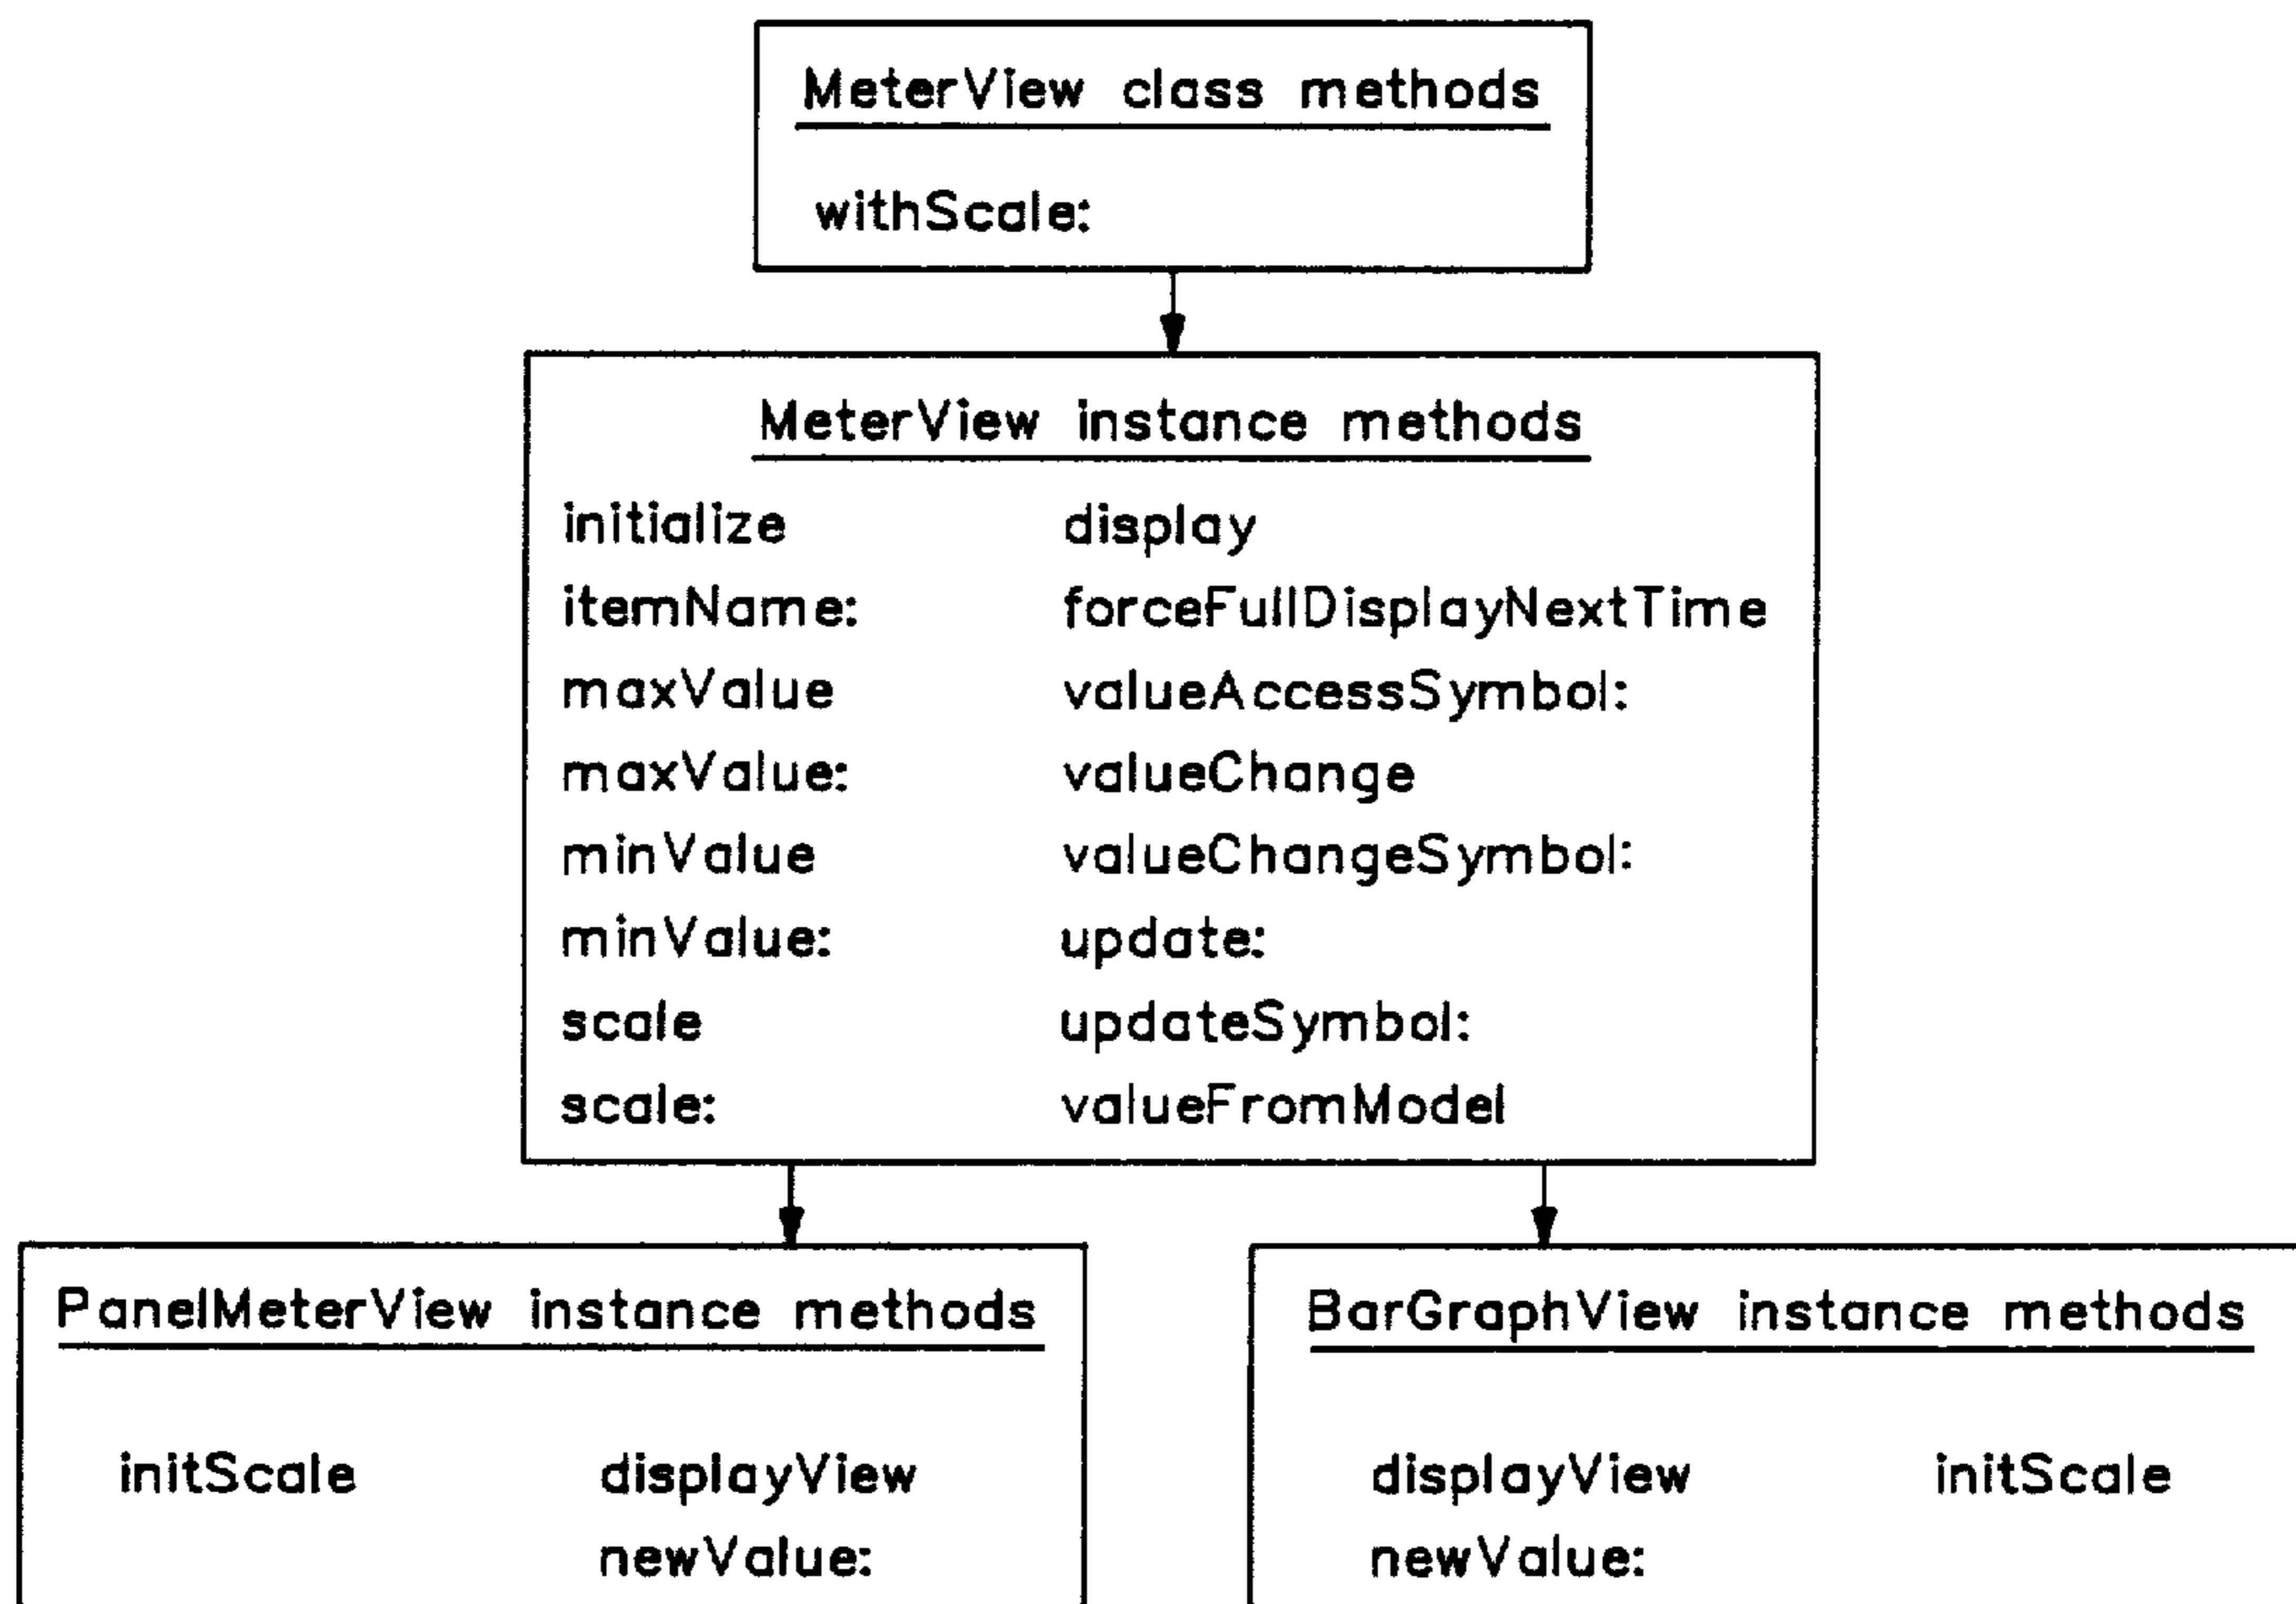 MeterView class methods
withScale:
MeterView instance methods
initialize display
itemName: forceFullDisplayNextTime
maxValue valueAccessSymbol:
maxValue: valueChange
minValue valueChangeSymbol:
minValue: update:
scale updateSymbol:
scale: valueFromModel
PanelMeterView instance methods
initScale displayView
newValue:
BarGraphView instance methods
displayView initScale
newValue: